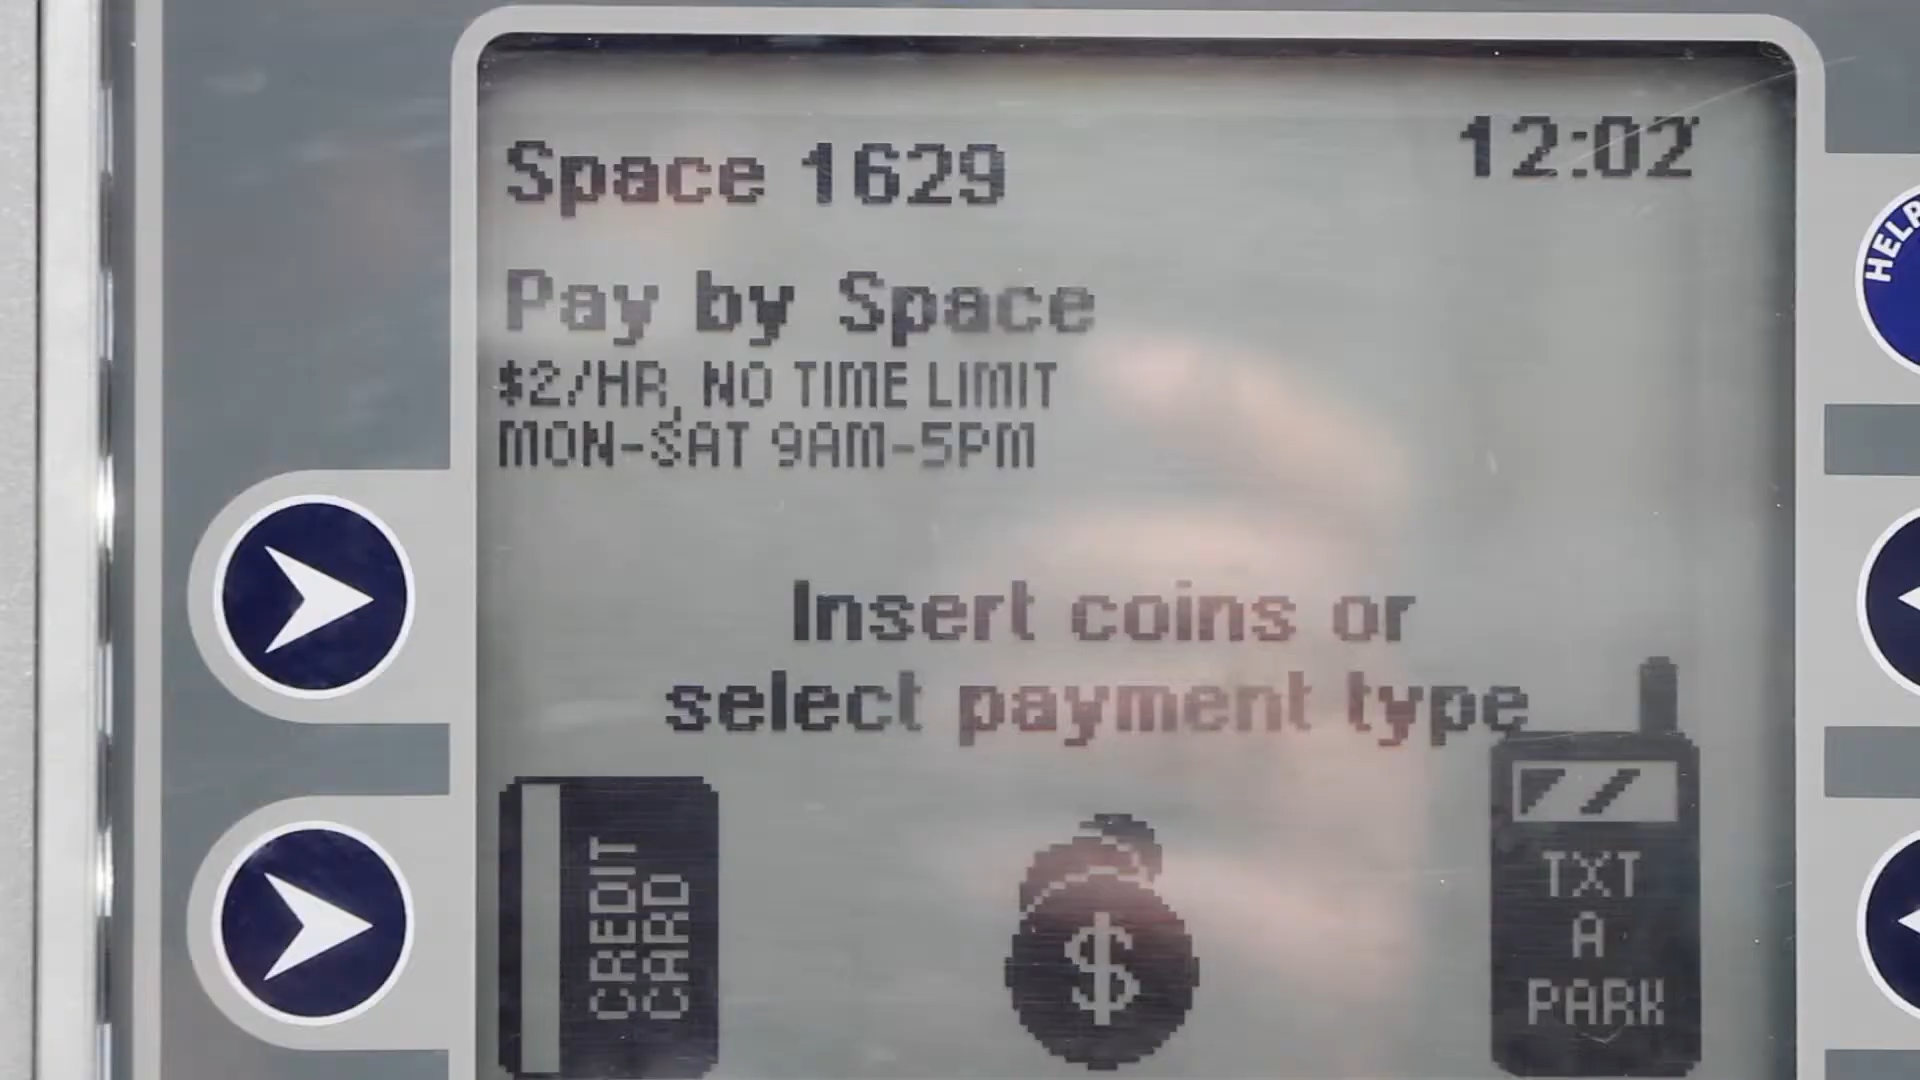 12:02
Space 1629
Pay by Space
$2/HR, NO TIME LIMIT
MON-SAT 9AM-5PM
Insert coins or
select payment type
CREDIT
CARD
$
TXT
A
PARK
HELP